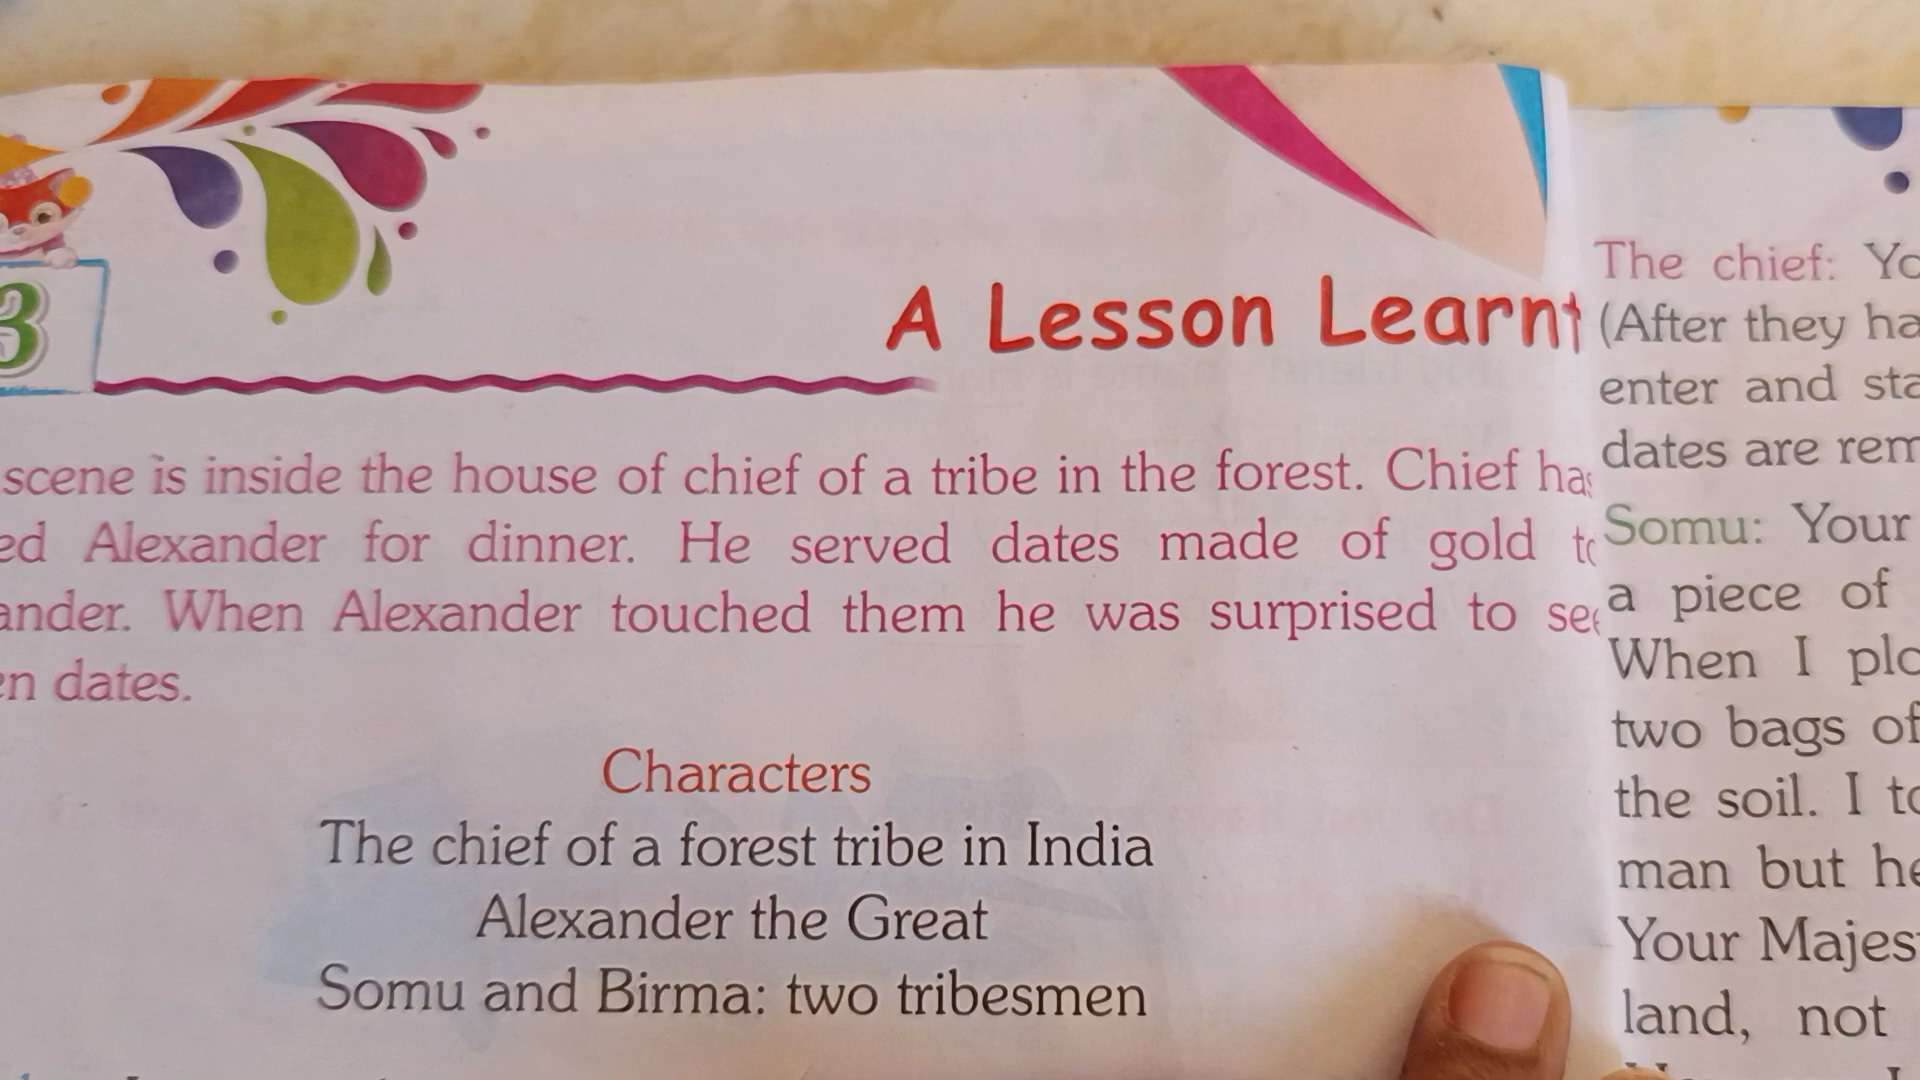 3
A Lesson Learnt
scene is inside the house of chief of a tribe in the forest. Chief has
ed Alexander for dinner. He served dates made of gold to
ander. When Alexander touched them he was surprised to see
en dates.
Characters
The chief of a forest tribe in India
Alexander the Great
Somu and Birma: two tribesmen
The chief: Yo
(After they ha
enter and sta
dates are rem
Somu: Your
a piece of
When I plo
two bags of
the soil. I to
man but he
Your Majes
land, not